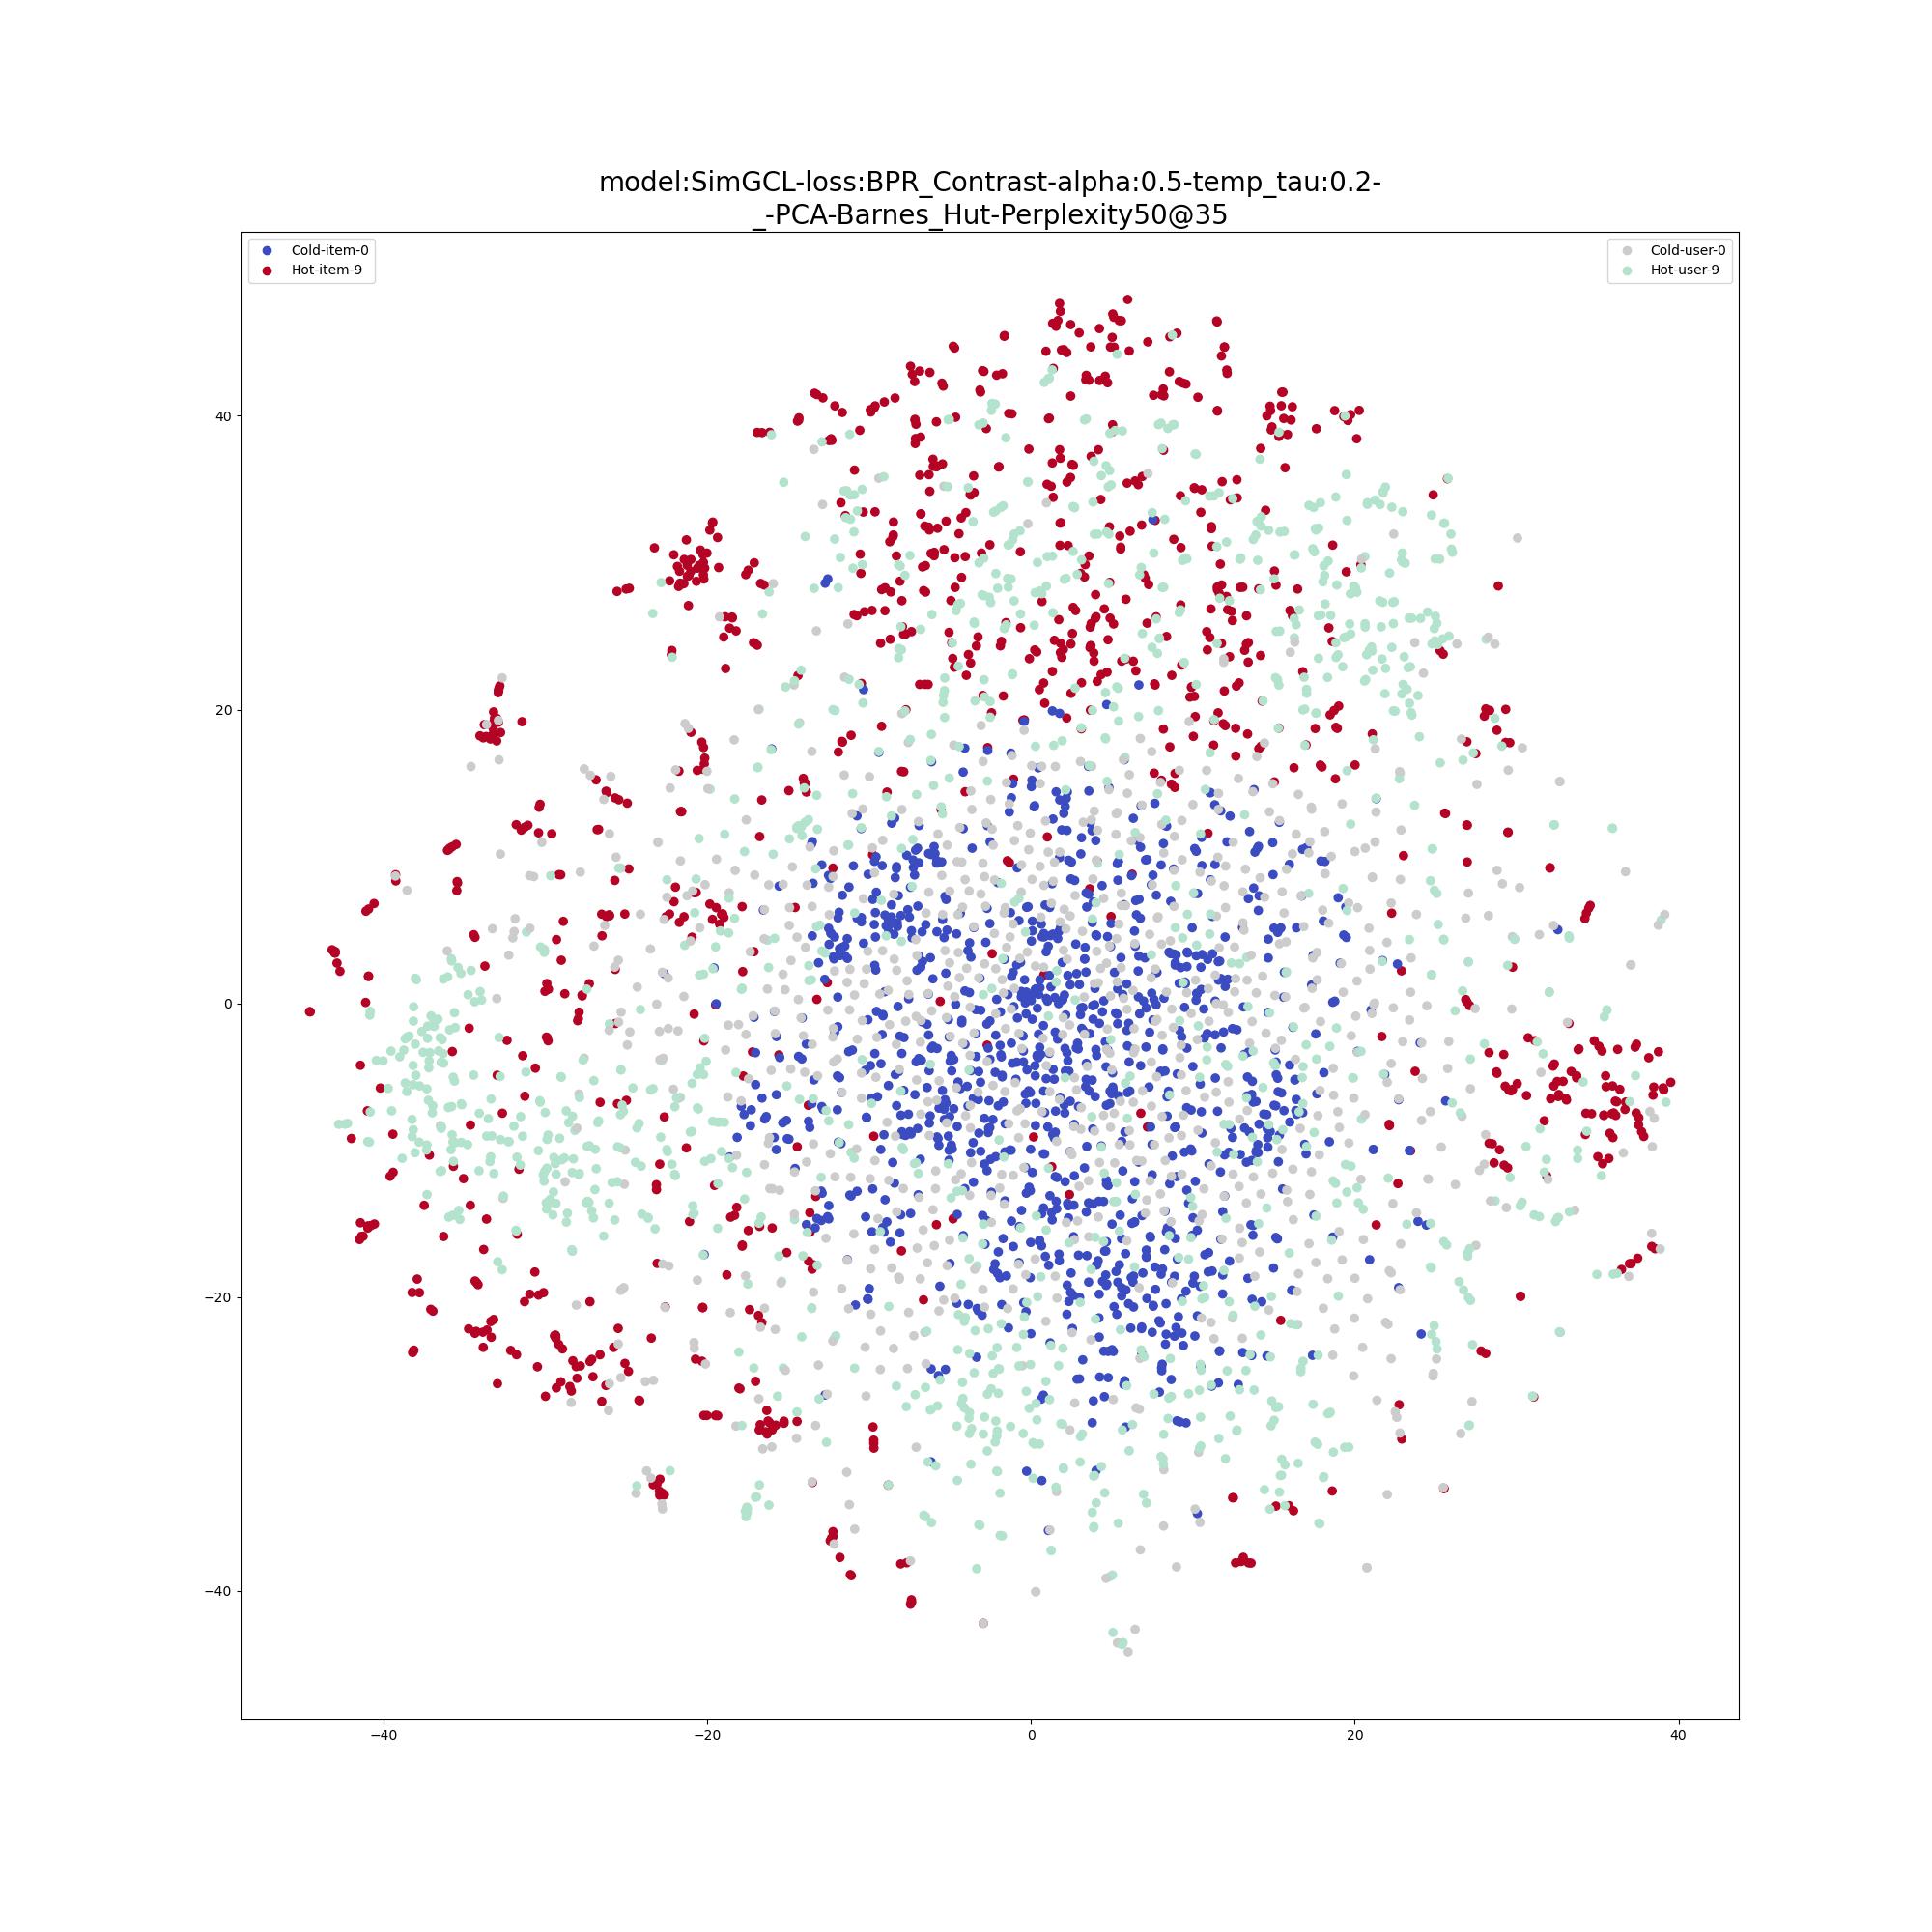 model:SimGCL-loss:BPR_Contrast-alpha:0.5-temp_tau:0.2-
_-PCA-Barnes_Hut-Perplexity50@35
Cold-item-0
Hot-item-9
Cold-user-0
Hot-user-9
40
20
0
−20
−40
−40
−20
0
20
40